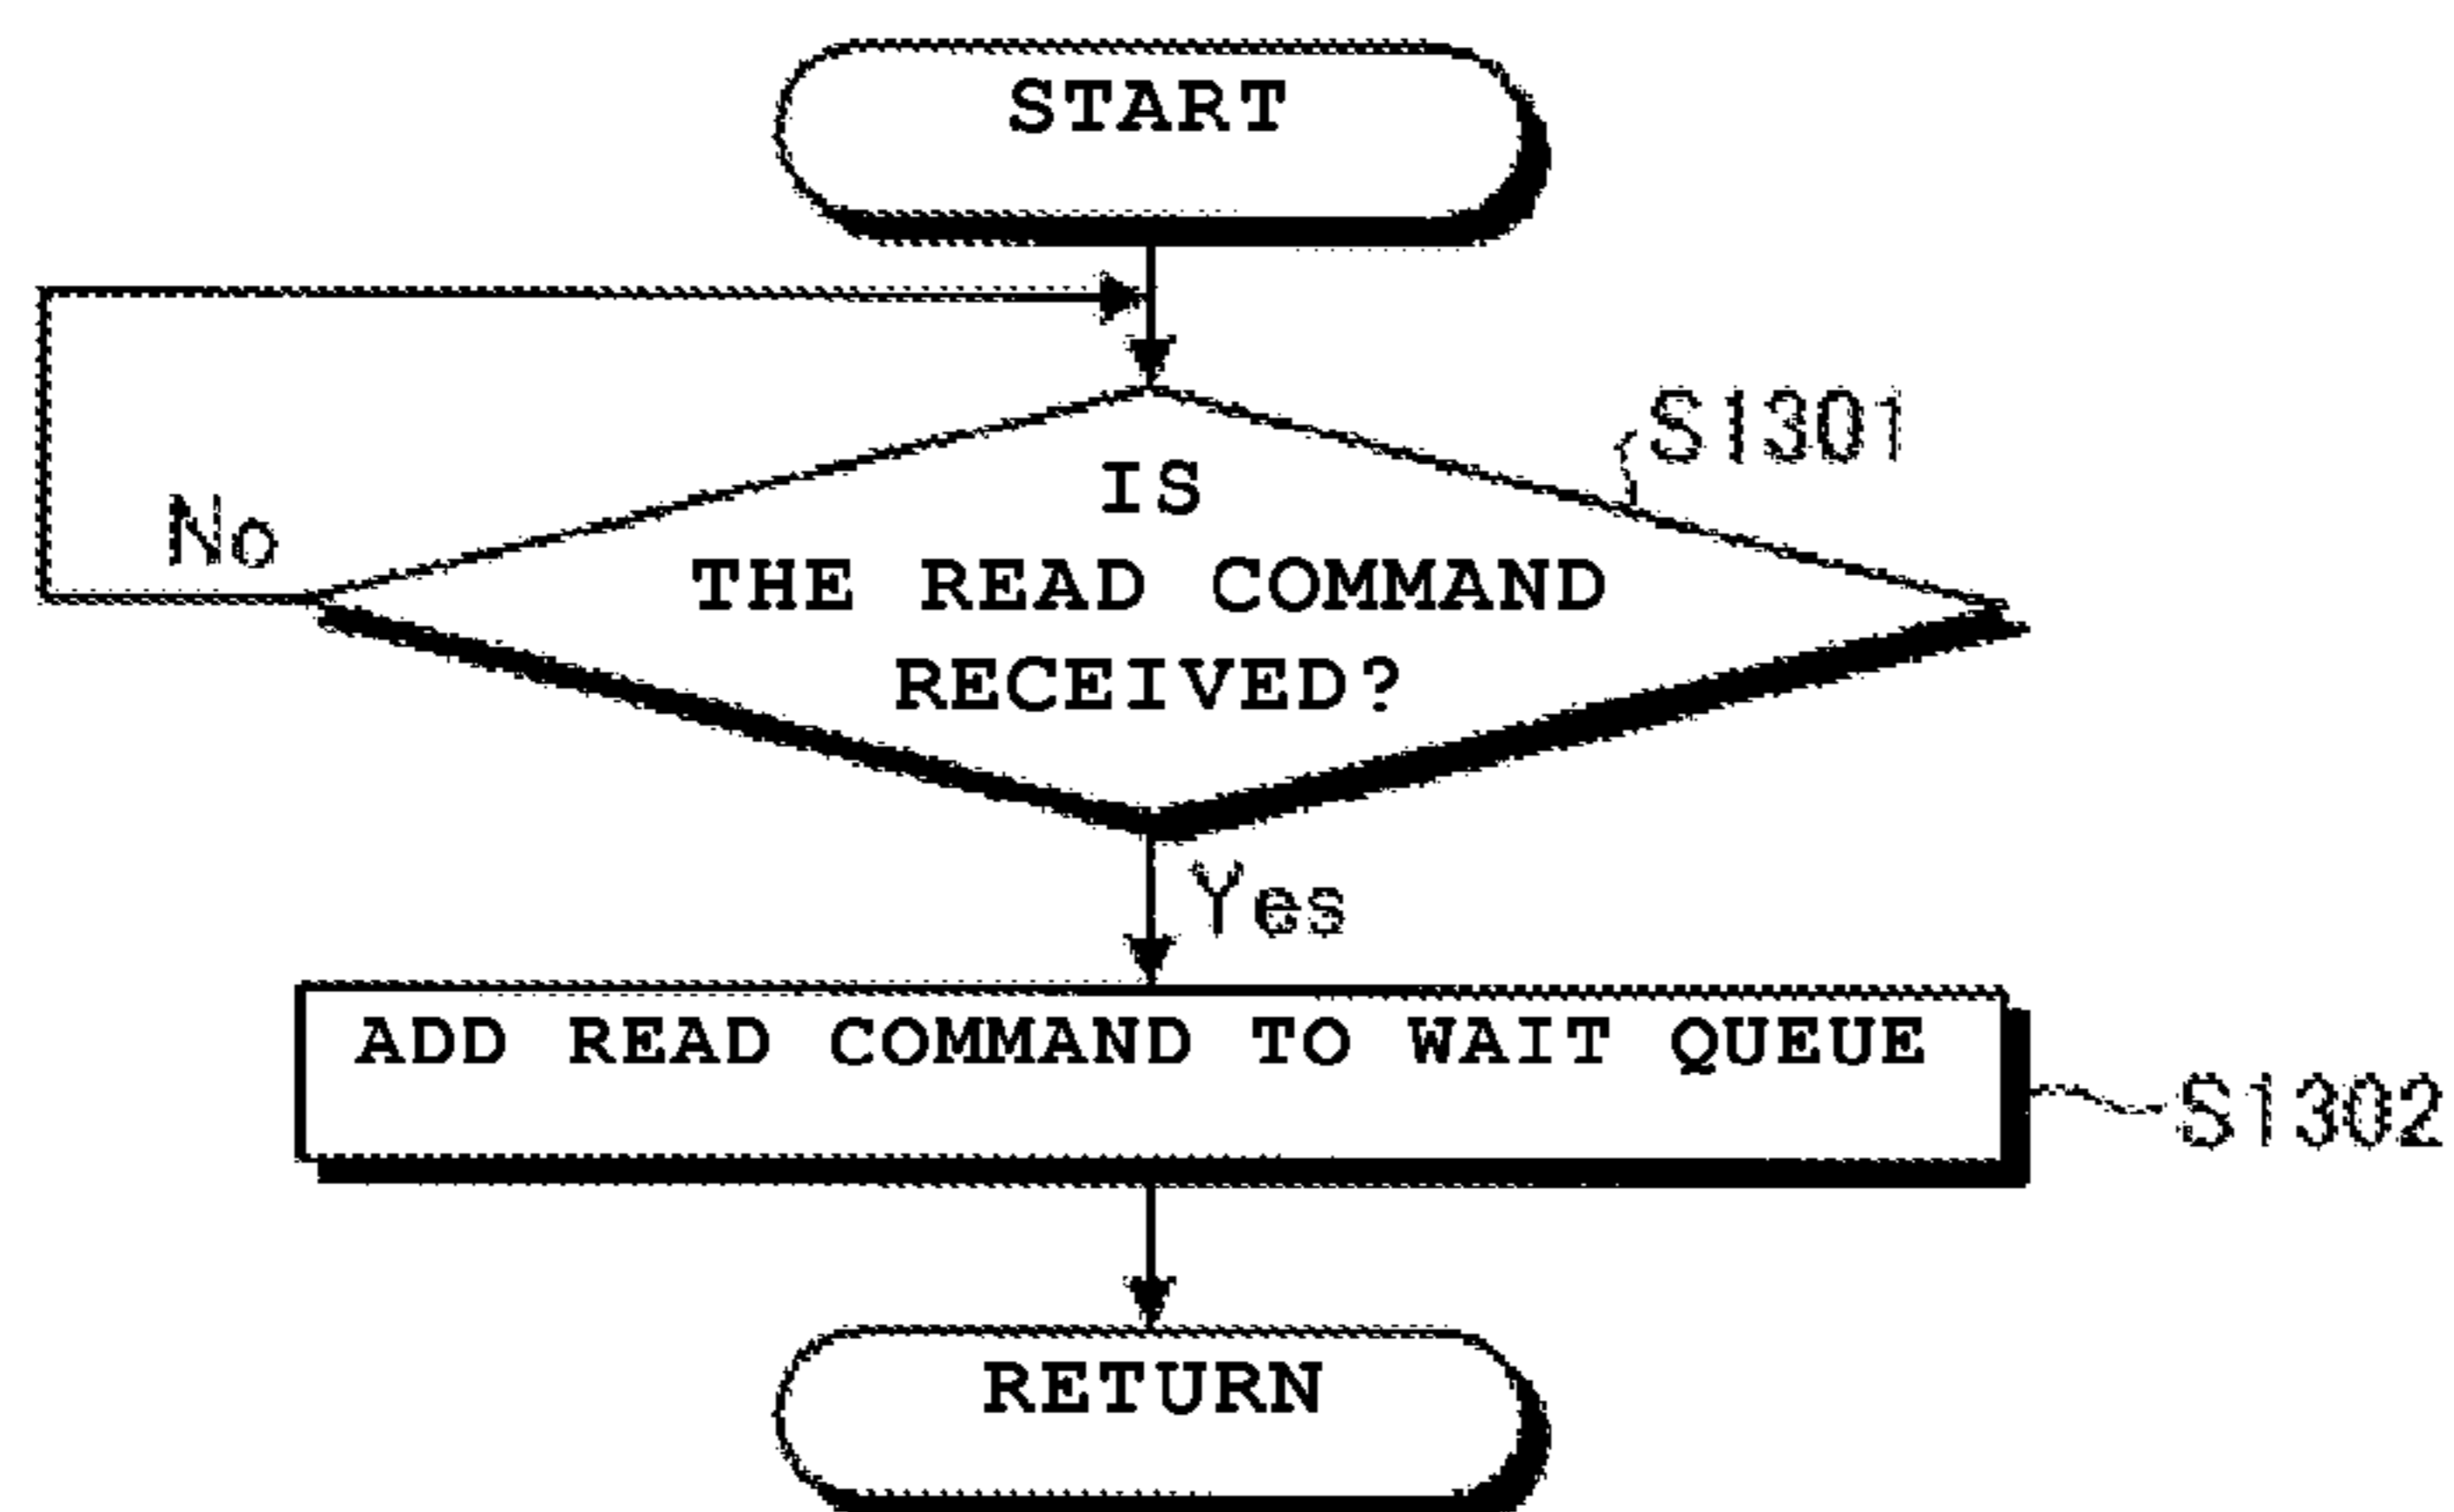 START
S1301
IS
No
THE READ COMMAND
RECEIVED?
Yes
ADD READ COMMAND TO WAIT QUEUE
S1302
RETURN